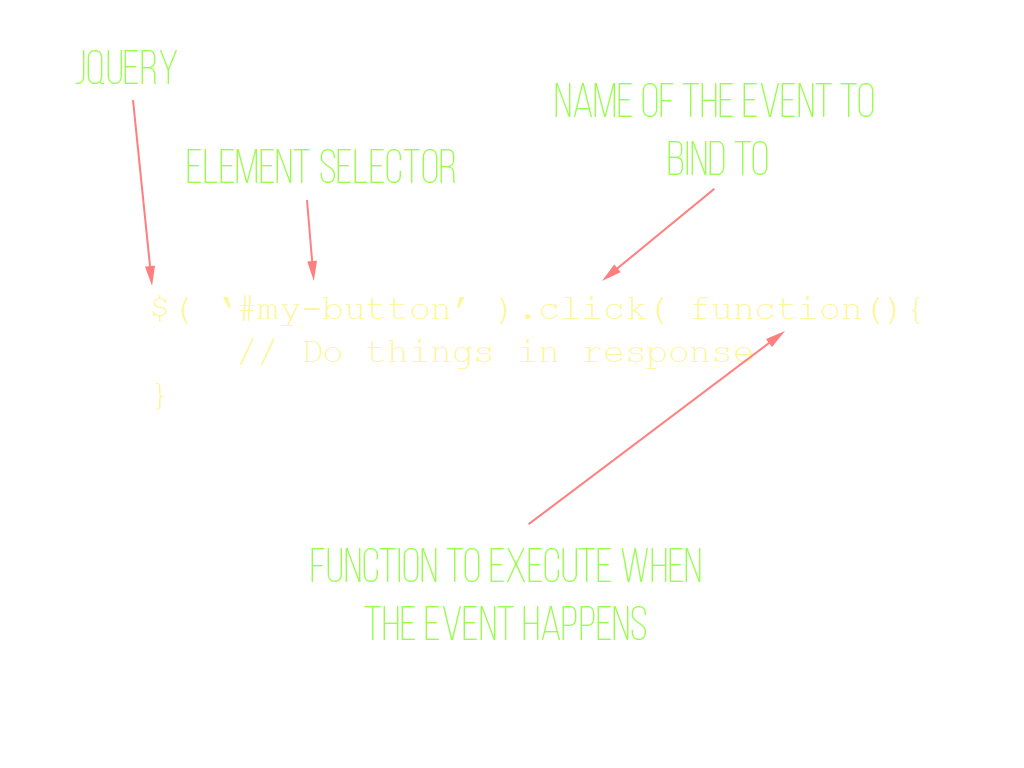 JQUERY
NAME OF THE EVENT TO
BIND TO
ELEMENT SELECTOR
$( ‘#my-button’ ).click( function(){
// Do things in response
}
FUNCTION TO EXECUTE WHEN
THE EVENT HAPPENS